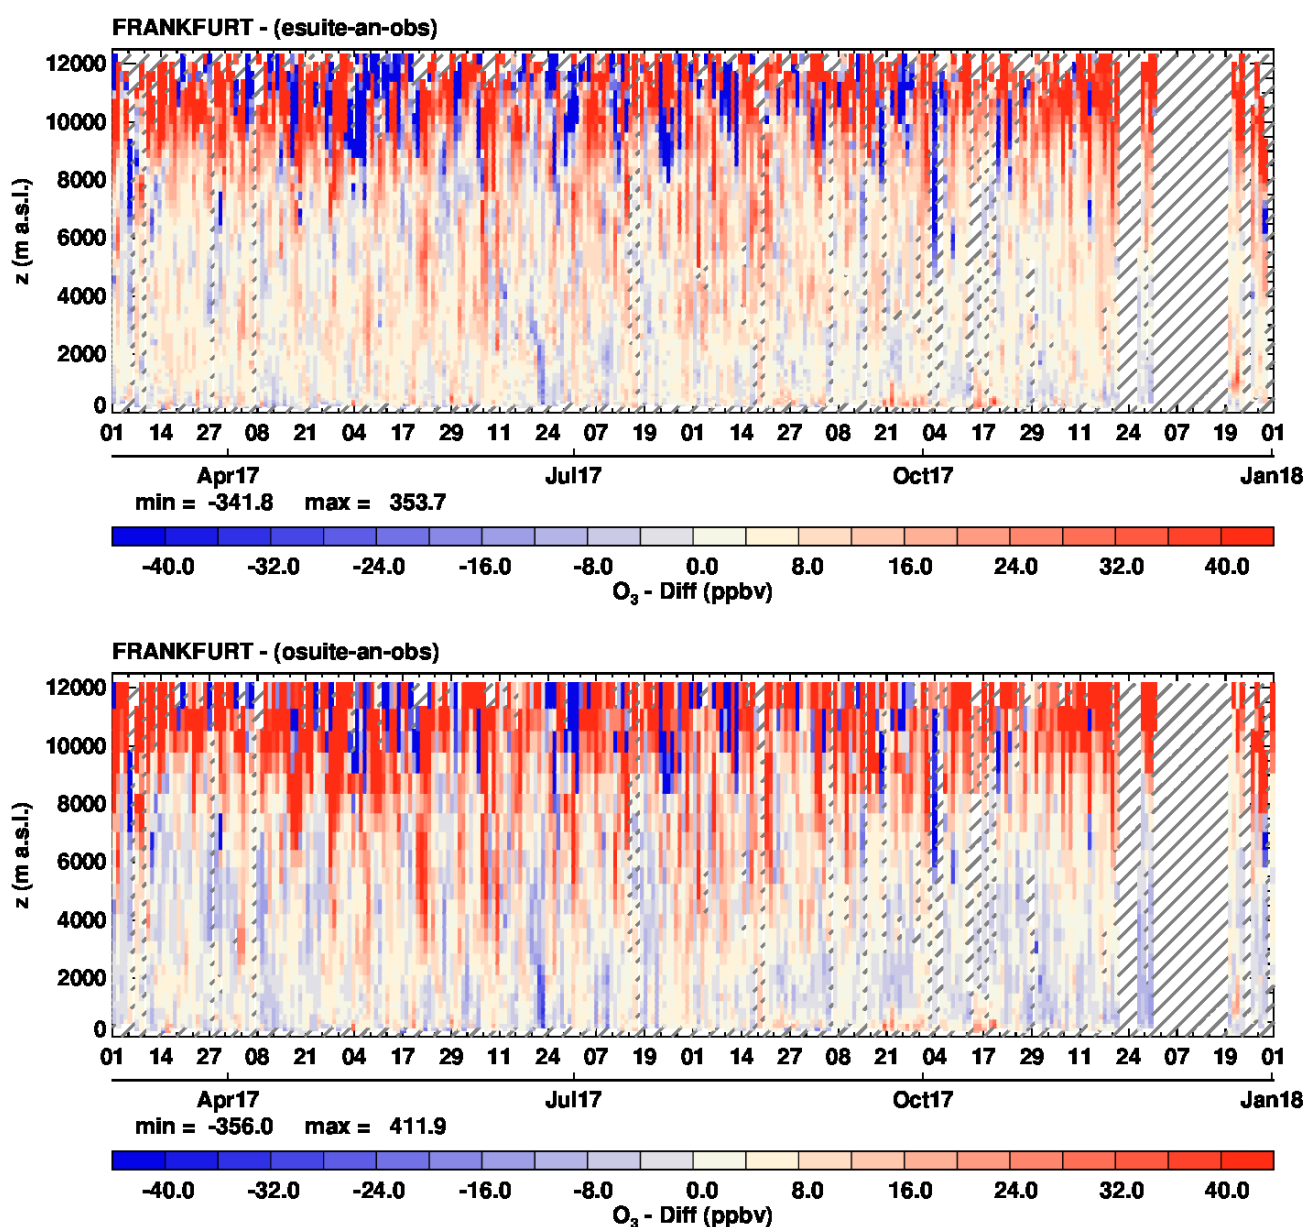 FRANKFURT - (esuite-an-obs)
12000
10000
8000
6000
4000
2000
0
z (m a.s.l.)
01 14 27 08 21 04 17 29 11 24 07 19 01 14 27 08 21 04 17 29 11 24 07 19 01
Apr17 Jul17 Oct17 Jan18
min = -341.8 max = 353.7
-40.0 -32.0 -24.0 -16.0 -8.0 0.0 8.0 16.0 24.0 32.0 40.0
O₃ - Diff (ppbv)
FRANKFURT - (osuite-an-obs)
12000
10000
8000
6000
4000
2000
0
z (m a.s.l.)
01 14 27 08 21 04 17 29 11 24 07 19 01 14 27 08 21 04 17 29 11 24 07 19 01
Apr17 Jul17 Oct17 Jan18
min = -356.0 max = 411.9
-40.0 -32.0 -24.0 -16.0 -8.0 0.0 8.0 16.0 24.0 32.0 40.0
O₃ - Diff (ppbv)